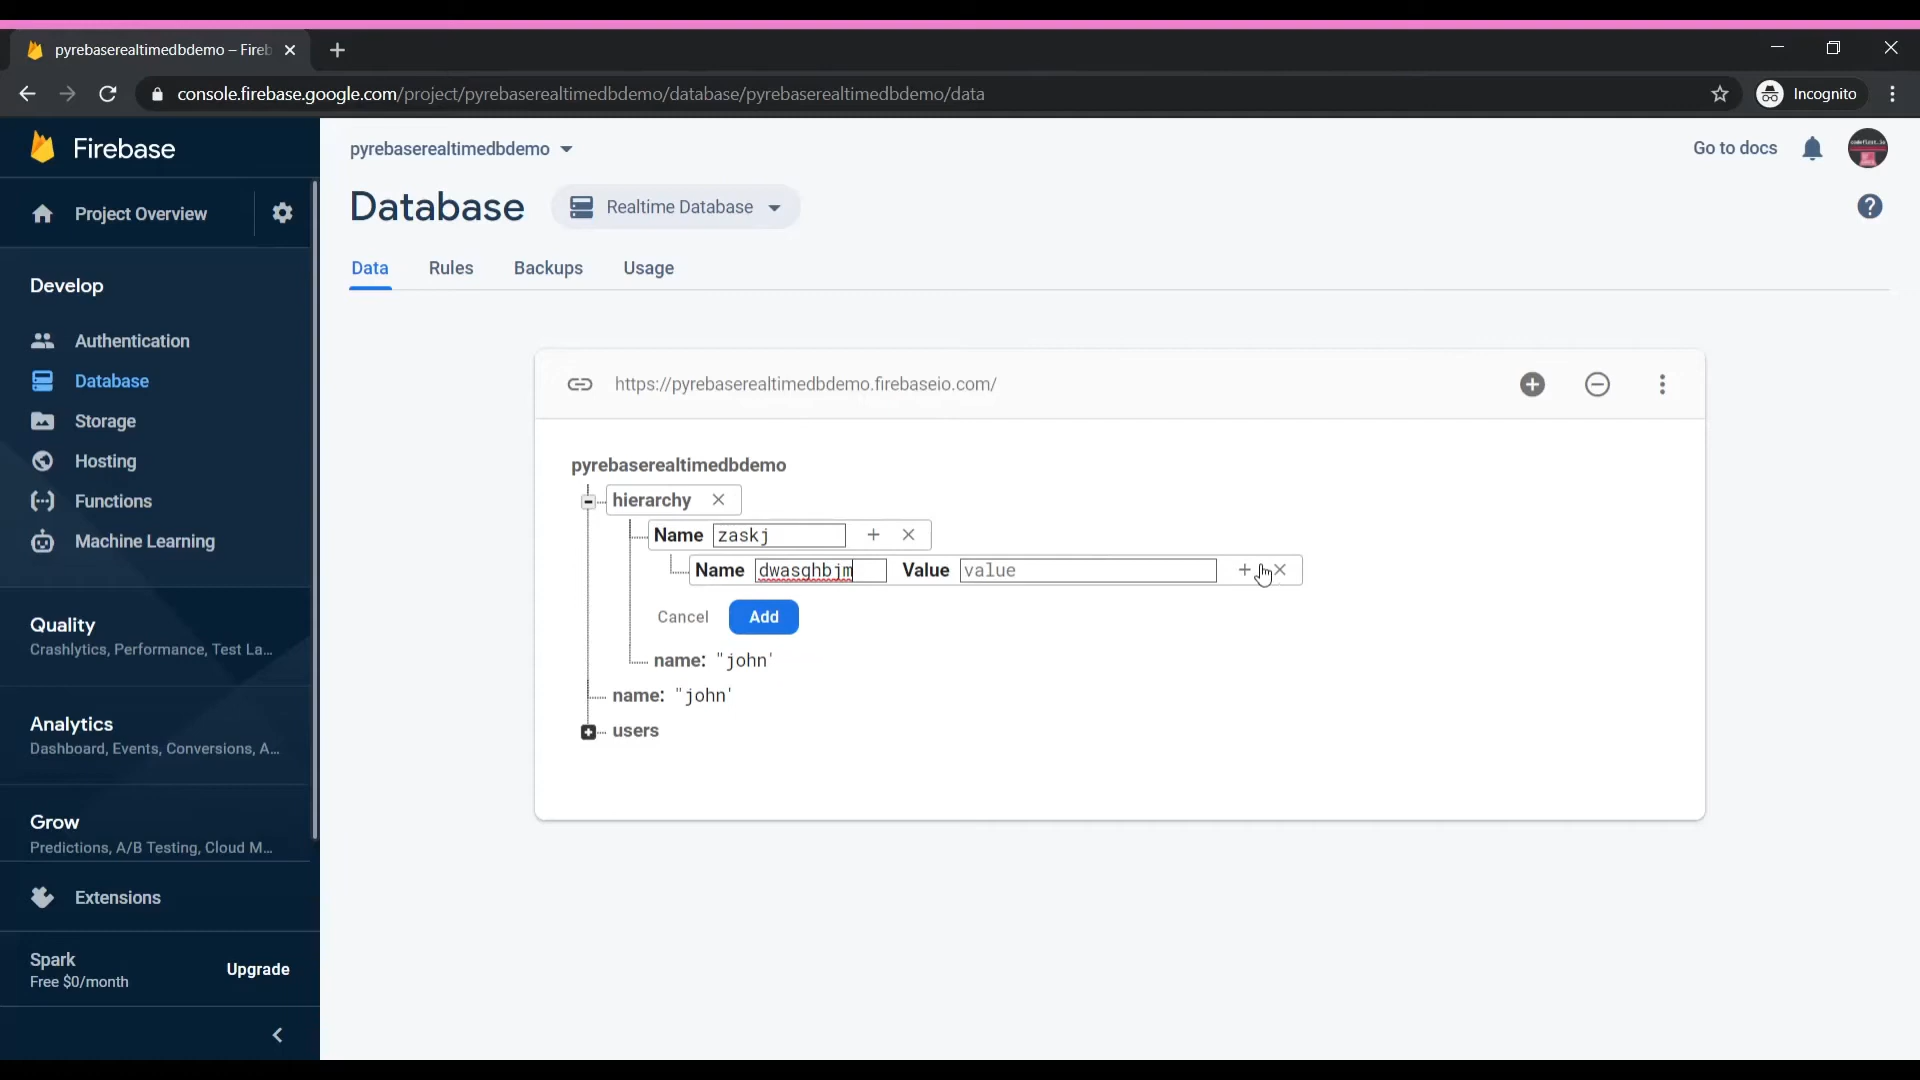 pyrebaserealtimedbdemo – Fireb
console.firebase.google.com/project/pyrebaserealtimedbdemo/database/pyrebaserealtimedbdemo/data
Incognito
Firebase
pyrebaserealtimedbdemo
Go to docs
Project Overview
Database
Realtime Database
Data
Rules
Backups
Usage
Develop
Authentication
Database
Storage
Hosting
Functions
Machine Learning
https://pyrebaserealtimedbdemo.firebaseio.com/
pyrebaserealtimedbdemo
hierarchy
Name zaskj
Name dwasghbjm Value value
Cancel Add
name: "john'
name: "john'
users
Quality
Crashlytics, Performance, Test La...
Analytics
Dashboard, Events, Conversions, A...
Grow
Predictions, A/B Testing, Cloud M...
Extensions
Spark
Free $0/month
Upgrade